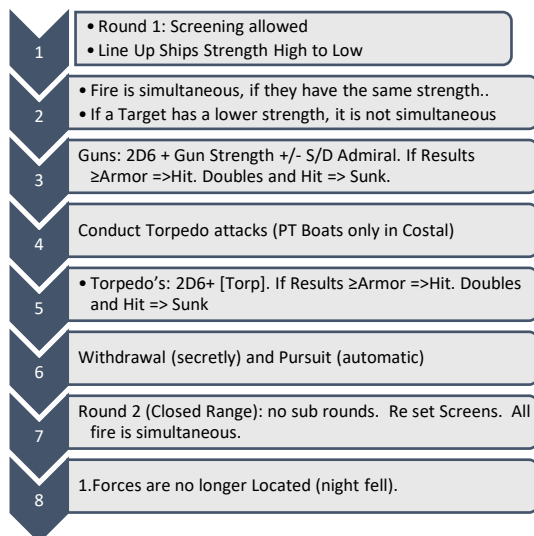 1
• Round 1: Screening allowed
• Line Up Ships Strength High to Low
2
• Fire is simultaneous, if they have the same strength..
• If a Target has a lower strength, it is not simultaneous
3
Guns: 2D6 + Gun Strength +/- S/D Admiral. If Results
≥Armor =>Hit. Doubles and Hit => Sunk.
4
Conduct Torpedo attacks (PT Boats only in Costal)
5
• Torpedo's: 2D6+ [Torp]. If Results ≥Armor =>Hit. Doubles
and Hit => Sunk
6
Withdrawal (secretly) and Pursuit (automatic)
7
Round 2 (Closed Range): no sub rounds.  Re set Screens.  All
fire is simultaneous.
8
1.Forces are no longer Located (night fell).